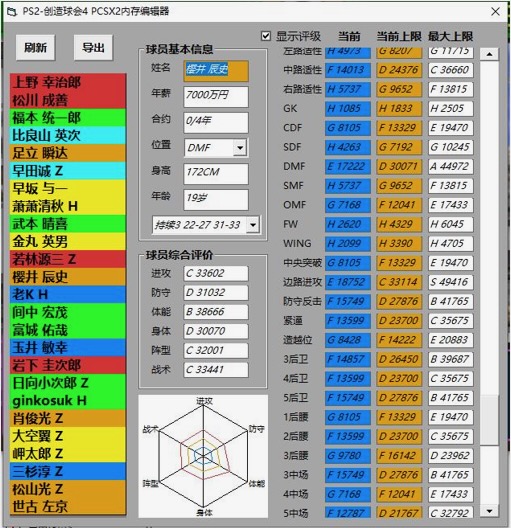 PS2-创造球会4 PCSX2内存编辑器
刷新 导出
上野 幸治郎
松川 成善
福本 统一郎
比良山 英次
足立 瞬达
早田诚 Z
早坂 与一
萧萧清秋 H
武本 晴喜
金丸 英男
若林源三 Z
樱井 辰史
老K H
间中 宏茂
富城 佑哉
玉井 敏幸
岩下 圭次郎
日向小次郎 Z
ginkosuk H
肖俊光 Z
大空翼 Z
岬太郎 Z
三杉淳 Z
松山光 Z
世古 左京
球员基本信息
姓名 樱井 辰史
年薪 7000万円
合约 0/4年
位置 DMF
身高 172CM
年龄 19岁
持续3 22-27 31-33
球员综合评价
进攻 C 33602
防守 D 31032
体能 B 38666
身体 D 30070
阵型 C 32001
战术 C 33441
进攻
战术 防守
阵型 体能
身体
显示评级 当前 当前上限 最大上限
左路适性 H 4973 G 8207 G 11715
中路适性 F 14013 D 24376 C 36660
右路适性 H 5737 G 9652 F 13815
GK H 1085 H 1833 H 2505
CDF G 8105 F 13329 E 19470
SDF H 4263 G 7192 G 10245
DMF E 17222 D 30071 A 44972
SMF H 5737 G 9652 F 13815
OMF G 7168 F 12041 E 17433
FW H 2620 H 4329 H 6045
WING H 2099 H 3390 H 4705
中央突破 G 8105 F 13329 E 19470
边路进攻 E 18752 C 33114 S 49416
防守反击 F 15749 D 27876 B 41765
紧逼 F 13599 D 23700 C 35675
造越位 G 8428 F 14222 E 20883
3后卫 F 14857 D 26450 B 39687
4后卫 F 13599 D 23700 C 35675
5后卫 F 15749 D 27876 B 41765
1后腰 G 8105 F 13329 E 19470
2后腰 F 13599 D 23700 C 35675
3后腰 G 9780 F 16142 D 23962
3中场 F 15749 D 27876 B 41765
4中场 G 7168 F 12041 E 17433
5中场 F 12787 D 21767 C 32792